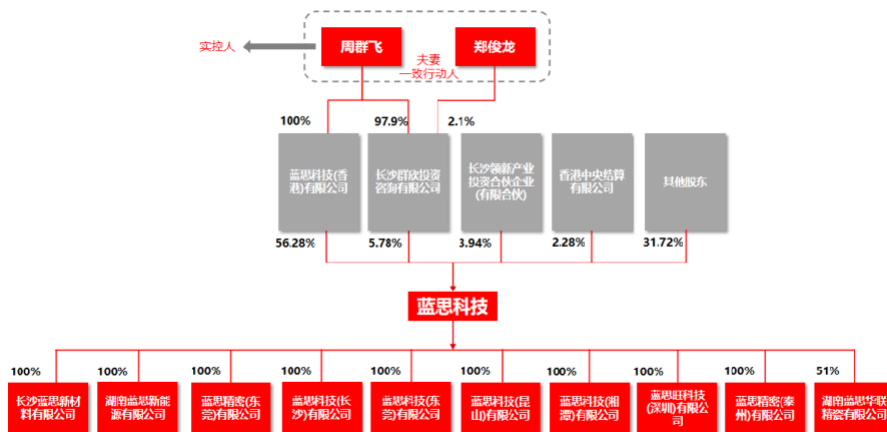 实控人
周群飞
郑俊龙
夫妻
一致行动人
100%
97.9%
2.1%
蓝思科技(香
港)有限公司
长沙群欣投资
咨询有限公司
长沙领新产业
投资合伙企业
(有限合伙)
香港中央结算
有限公司
其他股东
56.28%
5.78%
3.94%
2.28%
31.72%
蓝思科技
100%
100%
100%
100%
100%
100%
100%
100%
100%
51%
长沙蓝思新材
料有限公司
湖南蓝思新能
源有限公司
蓝思精密(东
莞)有限公司
蓝思科技(长
沙)有限公司
蓝思科技(东
莞)有限公司
蓝思科技(昆
山)有限公司
蓝思科技(湘
潭)有限公司
蓝思旺科技
(深圳)有限公
司
蓝思精密(泰
州)有限公司
湖南蓝思华联
精瓷有限公司